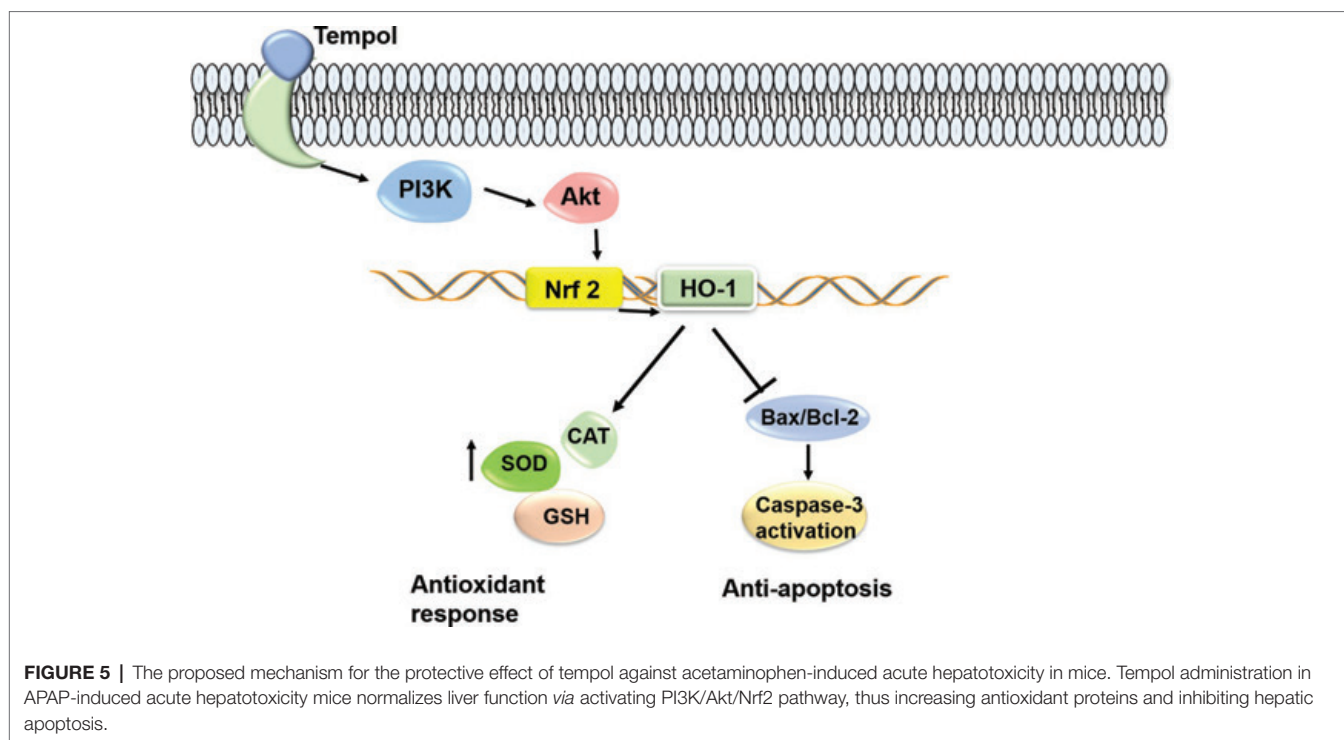 Tempol
PI3K
Akt
Nrf 2
HO-1
CAT
SOD
GSH
Bax/Bcl-2
Caspase-3
activation
Antioxidant
response
Anti-apoptosis
FIGURE 5 | The proposed mechanism for the protective effect of tempol against acetaminophen-induced acute hepatotoxicity in mice. Tempol administration in
APAP-induced acute hepatotoxicity mice normalizes liver function via activating PI3K/Akt/Nrf2 pathway, thus increasing antioxidant proteins and inhibiting hepatic
apoptosis.